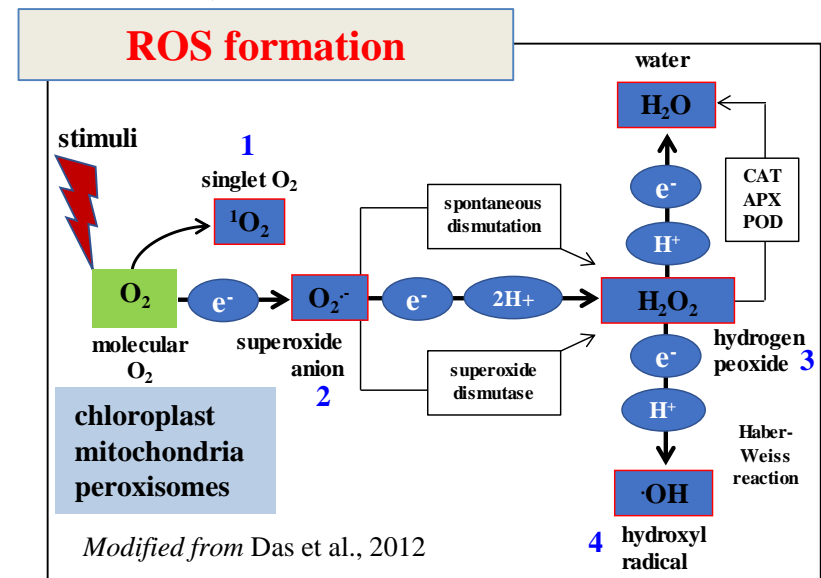 ROS formation
stimuli
1
singlet O₂
¹O₂
O₂
molecular
O₂
e⁻
O₂·⁻
superoxide
anion
2
chloroplast
mitochondria
peroxisomes
spontaneous
dismutation
e⁻
2H+
superoxide
dismutase
water
H₂O
e⁻
H⁺
CAT
APX
POD
H₂O₂
hydrogen
peoxide 3
e⁻
H⁺
Haber-
Weiss
reaction
·OH
4 hydroxyl
radical
Modified from Das et al., 2012